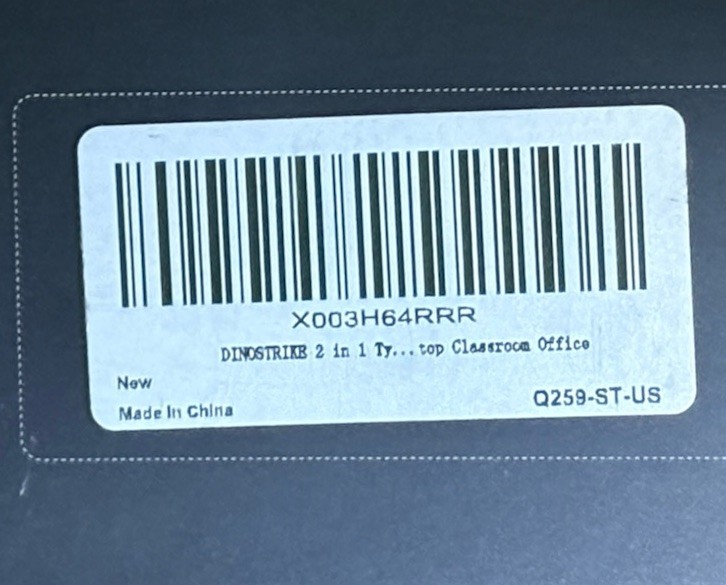 X003H64RRR
DINOSTRIKE 2 in 1 Ty...top Classroom Office
New
Made In China
Q259-ST-US